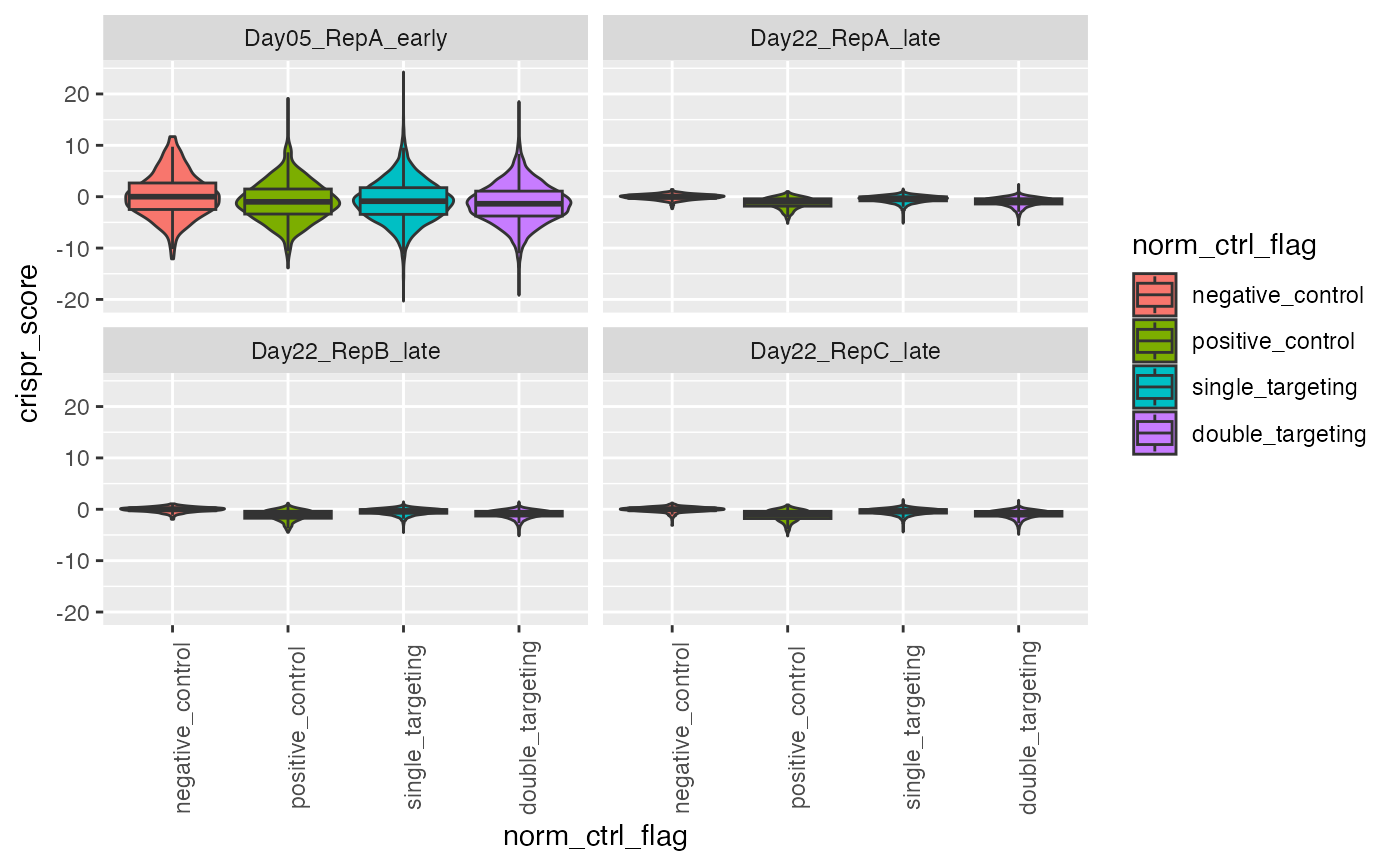 Day05_RepA_early
Day22_RepA_late
20
10
0
-10
-20
Day22_RepB_late
Day22_RepC_late
20
10
0
-10
-20
crispr_score
negative_control
positive_control
single_targeting
double_targeting
negative_control
positive_control
single_targeting
double_targeting
norm_ctrl_flag
norm_ctrl_flag
negative_control
positive_control
single_targeting
double_targeting